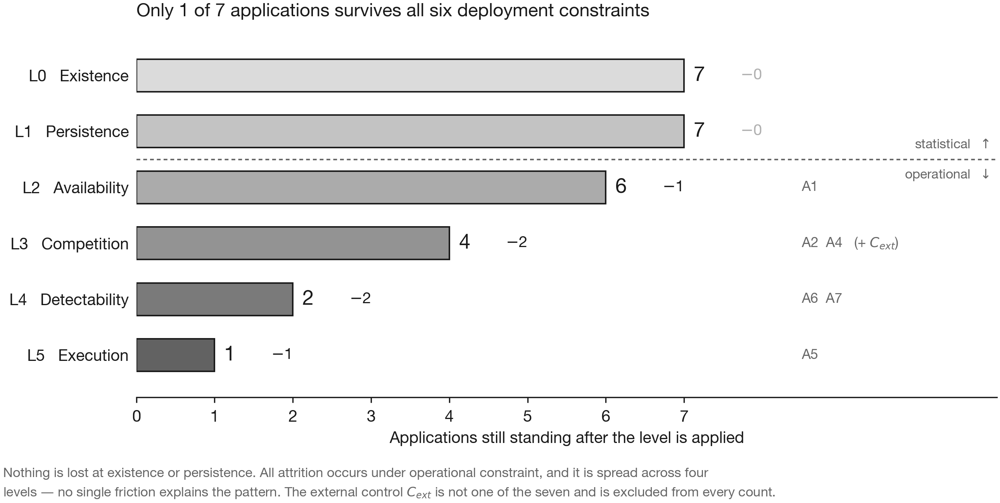 Only 1 of 7 applications survives all six deployment constraints
L0 Existence 7 −0
L1 Persistence 7 −0
statistical ↑
operational ↓
L2 Availability 6 −1 A1
L3 Competition 4 −2 A2 A4 (+ C_ext)
L4 Detectability 2 −2 A6 A7
L5 Execution 1 −1 A5
0 1 2 3 4 5 6 7
Applications still standing after the level is applied
Nothing is lost at existence or persistence. All attrition occurs under operational constraint, and it is spread across four
levels — no single friction explains the pattern. The external control C_ext is not one of the seven and is excluded from every count.